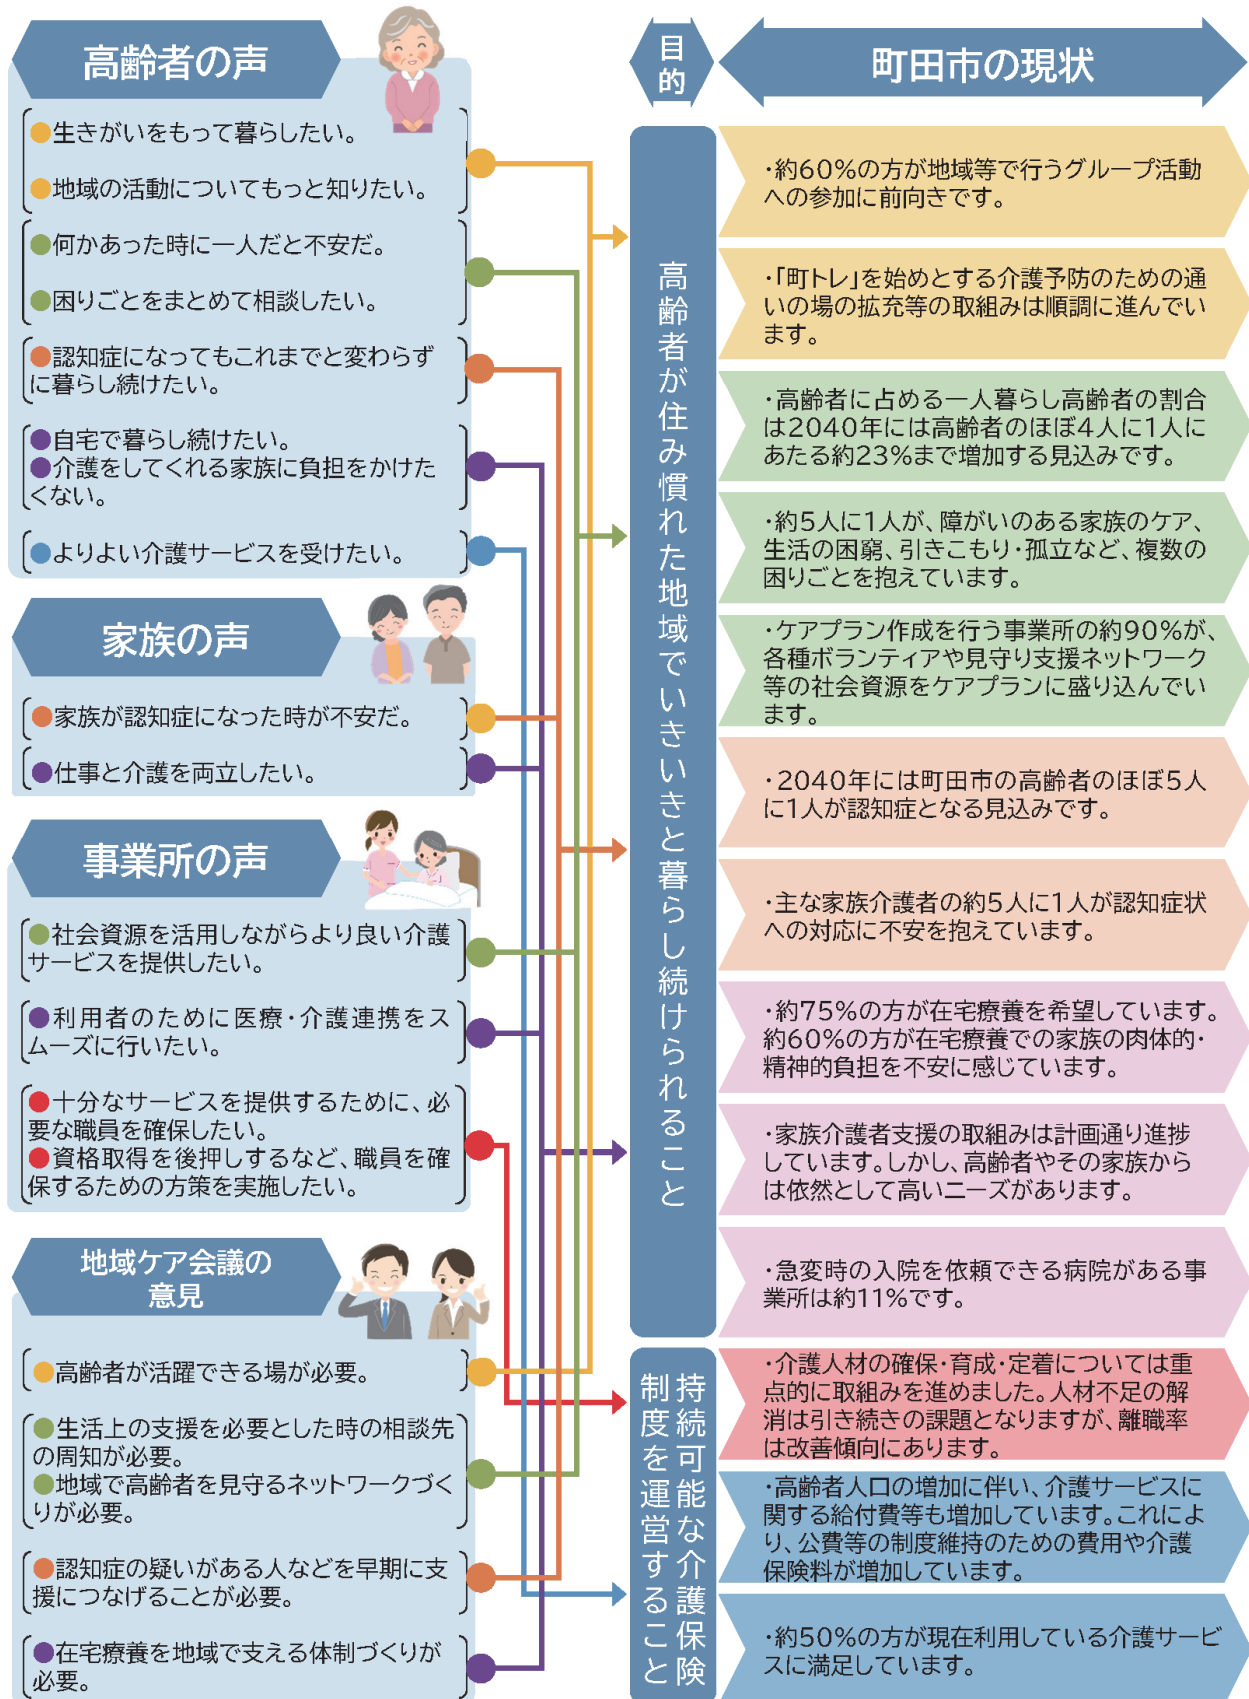 高齢者の声
●生きがいをもって暮らしたい。
●地域の活動についてもっと知りたい。
●何かあった時に一人だと不安だ。
●困りごとをまとめて相談したい。
●認知症になってもこれまでと変わらず
に暮らし続けたい。
●自宅で暮らし続けたい。
●介護をしてくれる家族に負担をかけた
くない。
●よりよい介護サービスを受けたい。
家族の声
●家族が認知症になった時が不安だ。
●仕事と介護を両立したい。
事業所の声
●社会資源を活用しながらより良い介護
サービスを提供したい。
●利用者のために医療・介護連携をス
ムーズに行いたい。
●十分なサービスを提供するために、必
要な職員を確保したい。
●資格取得を後押しするなど、職員を確
保するための方策を実施したい。
地域ケア会議の
意見
●高齢者が活躍できる場が必要。
●生活上の支援を必要とした時の相談先
の周知が必要。
●地域で高齢者を見守るネットワークづく
りが必要。
●認知症の疑いがある人などを早期に支
援につなげることが必要。
●在宅療養を地域で支える体制づくりが
必要。
目的
高齢者が住み慣れた地域でいきいきと暮らし続けられること
持続可能な介護保険
制度を運営すること
町田市の現状
・約60%の方が地域等で行うグループ活動
への参加に前向きです。
・「町トレ」を始めとする介護予防のための通
いの場の拡充等の取組みは順調に進んでい
ます。
・高齢者に占める一人暮らし高齢者の割合
は2040年には高齢者のほぼ4人に1人に
あたる約23%まで増加する見込みです。
・約5人に1人が、障がいのある家族のケア、
生活の困窮、引きこもり・孤立など、複数の
困りごとを抱えています。
・ケアプラン作成を行う事業所の約90%が、
各種ボランティアや見守り支援ネットワーク
等の社会資源をケアプランに盛り込んでい
ます。
・2040年には町田市の高齢者のほぼ5人
に1人が認知症となる見込みです。
・主な家族介護者の約5人に1人が認知症状
への対応に不安を抱えています。
・約75%の方が在宅療養を希望しています。
約60%の方が在宅療養での家族の肉体的・
精神的負担を不安に感じています。
・家族介護者支援の取組みは計画通り進捗
しています。しかし、高齢者やその家族から
は依然として高いニーズがあります。
・急変時の入院を依頼できる病院がある事
業所は約11%です。
・介護人材の確保・育成・定着については重
点的に取組みを進めました。人材不足の解
消は引き続きの課題となりますが、離職率
は改善傾向にあります。
・高齢者人口の増加に伴い、介護サービスに
関する給付費等も増加しています。これによ
り、公費等の制度維持のための費用や介護
保険料が増加しています。
・約50%の方が現在利用している介護サービ
スに満足しています。